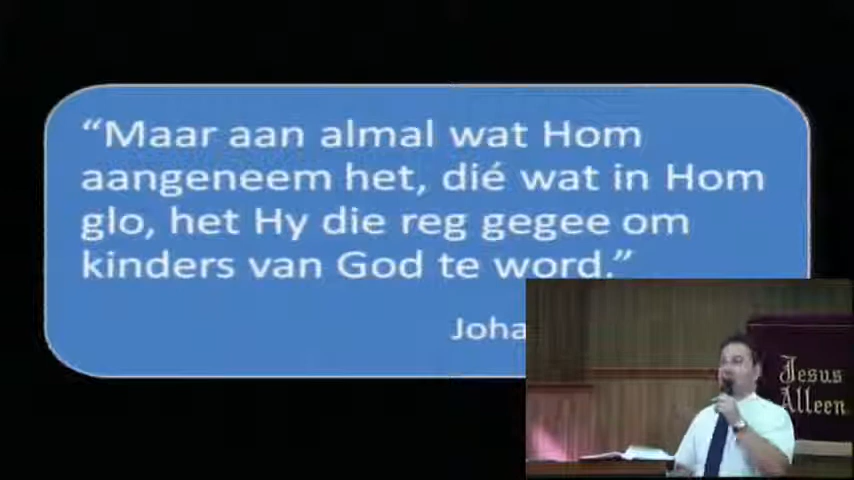 “Maar aan almal wat Hom
aangeneem het, dié wat in Hom
glo, het Hy die reg gegee om
kinders van God te word.”
Jesus
Alleen